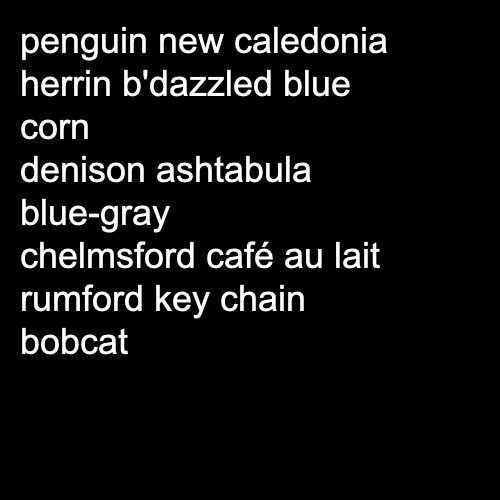 penguin new caledonia
herrin b'dazzled blue
corn
denison ashtabula
blue-gray
chelmsford café au lait
rumford key chain
bobcat